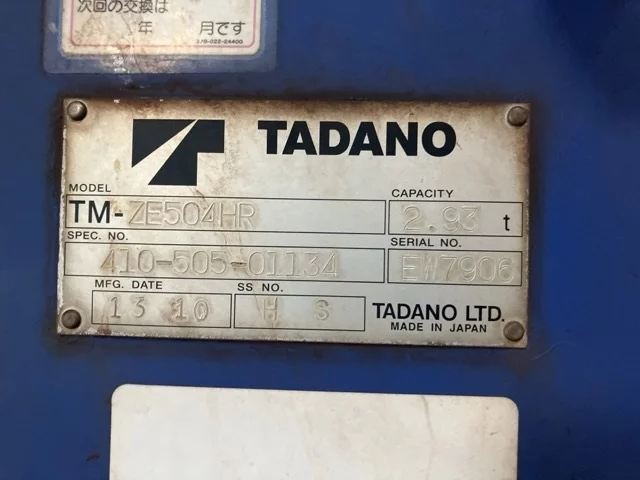 次回の交換は
年 月です
TADANO
MODEL
CAPACITY
TM-ZE504HR
2.93 t
SPEC. NO.
SERIAL NO.
410-505-01134
EW7906
MFG. DATE
SS NO.
13 10
H S
TADANO LTD.
MADE IN JAPAN